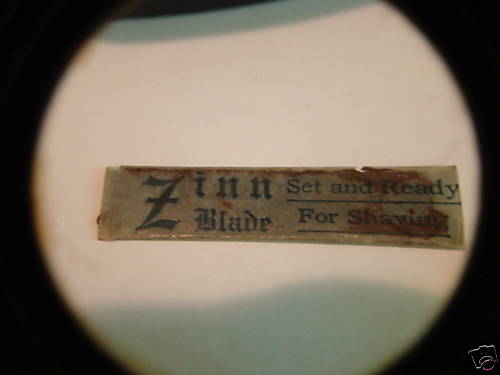 Zinn Set and Ready
Blade For Shaving